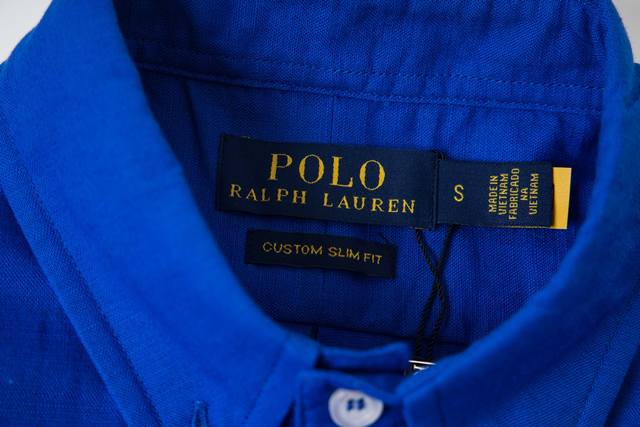 POLO
RALPH LAUREN
S
MADE IN
VIETNAM
FABRICADO
NA
VIETNAM
CUSTOM SLIM FIT